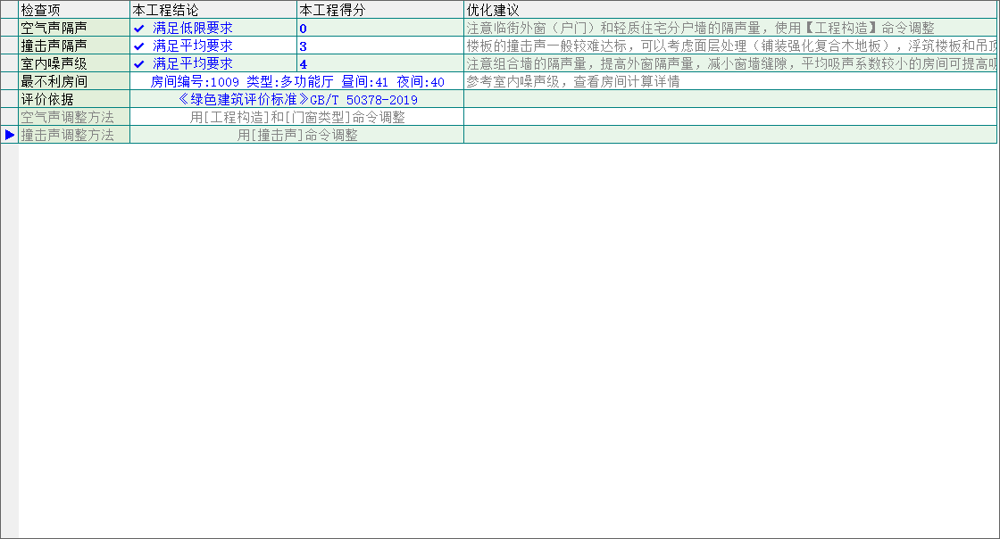 检查项 本工程结论 本工程得分 优化建议
空气声隔声 ✔ 满足低限要求 0 注意临街外窗（户门）和轻质住宅分户墙的隔声量，使用【工程构造】命令调整
撞击声隔声 ✔ 满足平均要求 3 楼板的撞击声一般较难达标，可以考虑面层处理（铺装强化复合木地板），浮筑楼板和吊顶
室内噪声级 ✔ 满足平均要求 4 注意组合墙的隔声量，提高外窗隔声量，减小窗墙缝隙，平均吸声系数较小的房间可提高吸
最不利房间 房间编号:1009 类型:多功能厅 昼间:41 夜间:40 参考室内噪声级，查看房间计算详情
评价依据 《绿色建筑评价标准》GB/T 50378-2019
空气声调整方法 用[工程构造]和[门窗类型]命令调整
撞击声调整方法 用[撞击声]命令调整